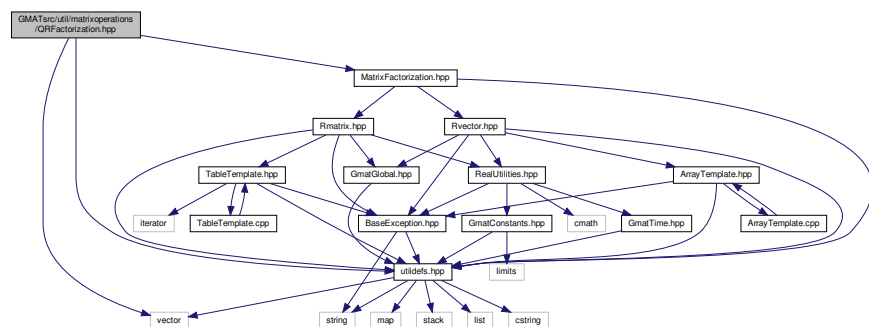 GMATsrc/util/matrixoperations
/QRFactorization.hpp
MatrixFactorization.hpp
Rmatrix.hpp
Rvector.hpp
TableTemplate.hpp
GmatGlobal.hpp
RealUtilities.hpp
ArrayTemplate.hpp
iterator
TableTemplate.cpp
BaseException.hpp
GmatConstants.hpp
cmath
GmatTime.hpp
ArrayTemplate.cpp
utildefs.hpp
limits
vector
string
map
stack
list
cstring